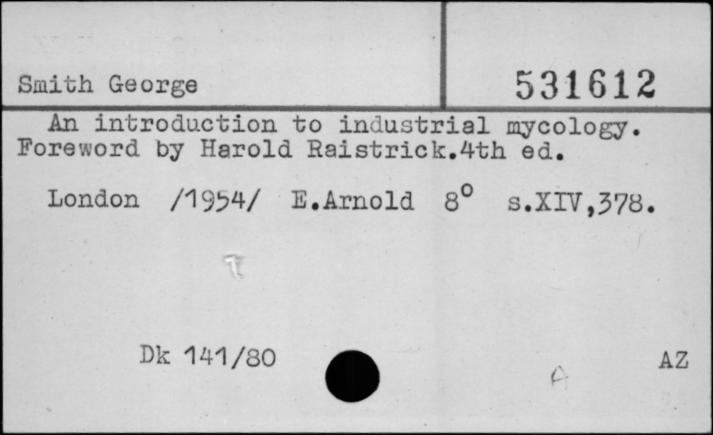 Smith George 531612
An introduction to industrial mycology.
Foreword by Harold Raistrick.4th ed.
London /1954/ E.Arnold 8° s.XIV,378.
T
Dk 141/80 A AZ